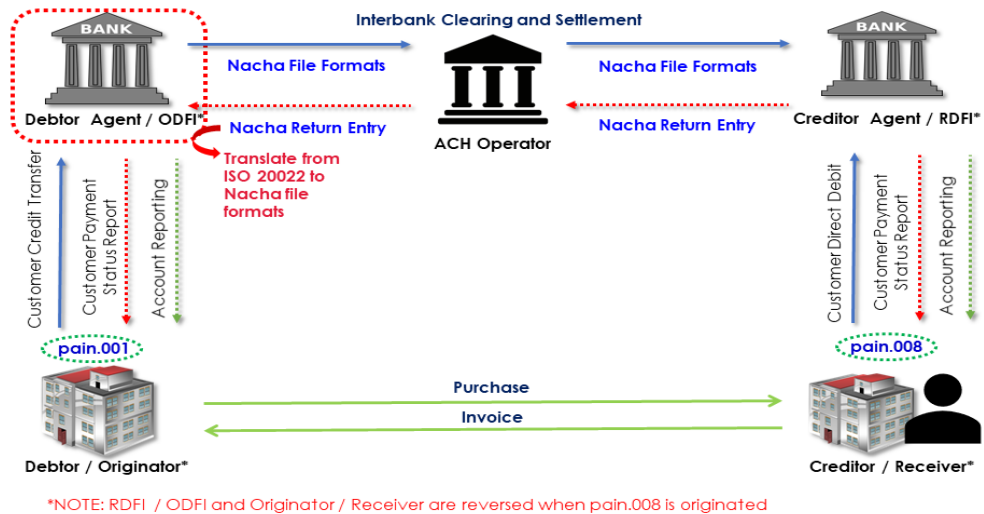 Interbank Clearing and Settlement
BANK
BANK
Nacha File Formats
Nacha File Formats
Debtor Agent / ODFI*
Nacha Return Entry
ACH Operator
Nacha Return Entry
Creditor Agent / RDFI*
Translate from
ISO 20022 to
Nacha file
formats
Customer Credit Transfer
Customer Payment
Status Report
Account Reporting
Customer Direct Debit
Customer Payment
Status Report
Account Reporting
pain.001
pain.008
Purchase
Invoice
Debtor / Originator*
Creditor / Receiver*
*NOTE: RDFI / ODFI and Originator / Receiver are reversed when pain.008 is originated